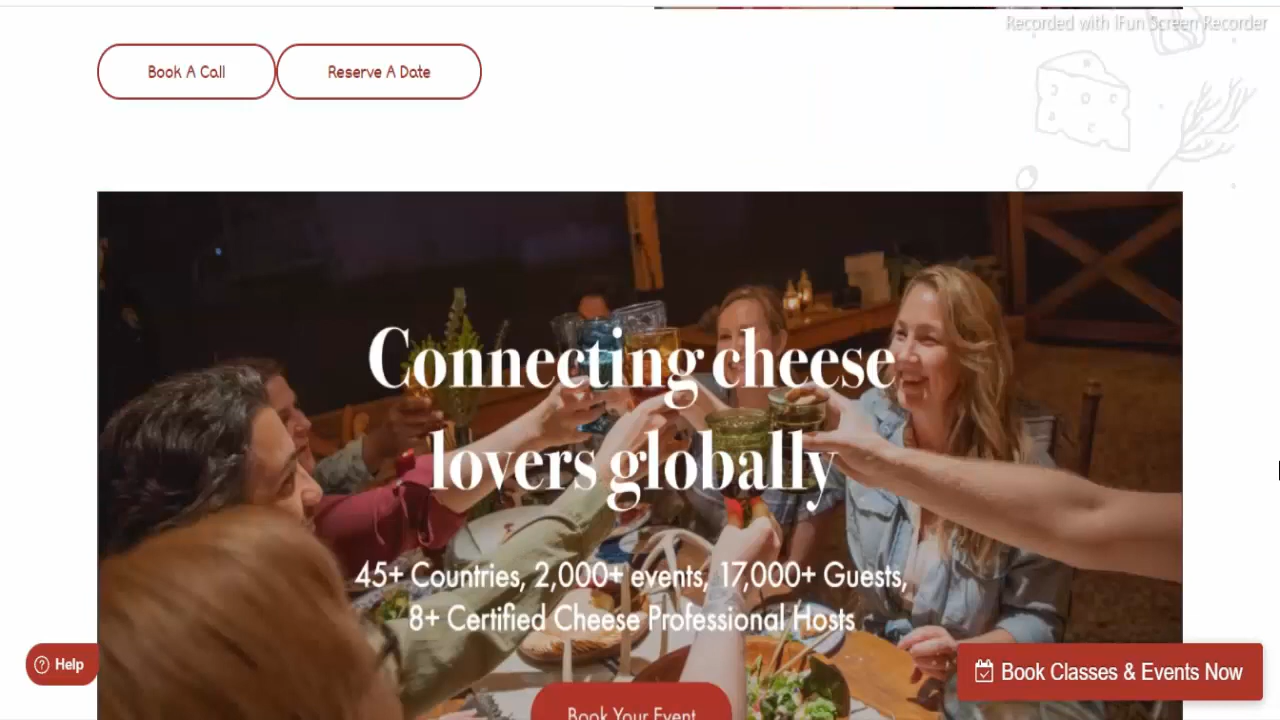 Recorded with iFun Screen Recorder
Book A Call
Reserve A Date
Connecting cheese
lovers globally
45+ Countries, 2,000+ events, 17,000+ Guests,
8+ Certified Cheese Professional Hosts
Help
Book Classes & Events Now
Book Your Event